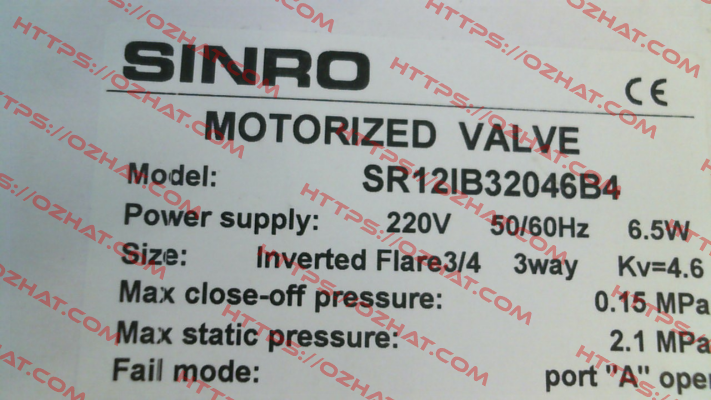 SINRO
CE
MOTORIZED VALVE
Model: SR12IB32046B4
Power supply: 220V 50/60Hz 6.5W
Size: Inverted Flare3/4 3way Kv=4.6
Max close-off pressure: 0.15 MPa
Max static pressure: 2.1 MPa
Fail mode: port "A" ope
HTTPS://OZHAT.COM